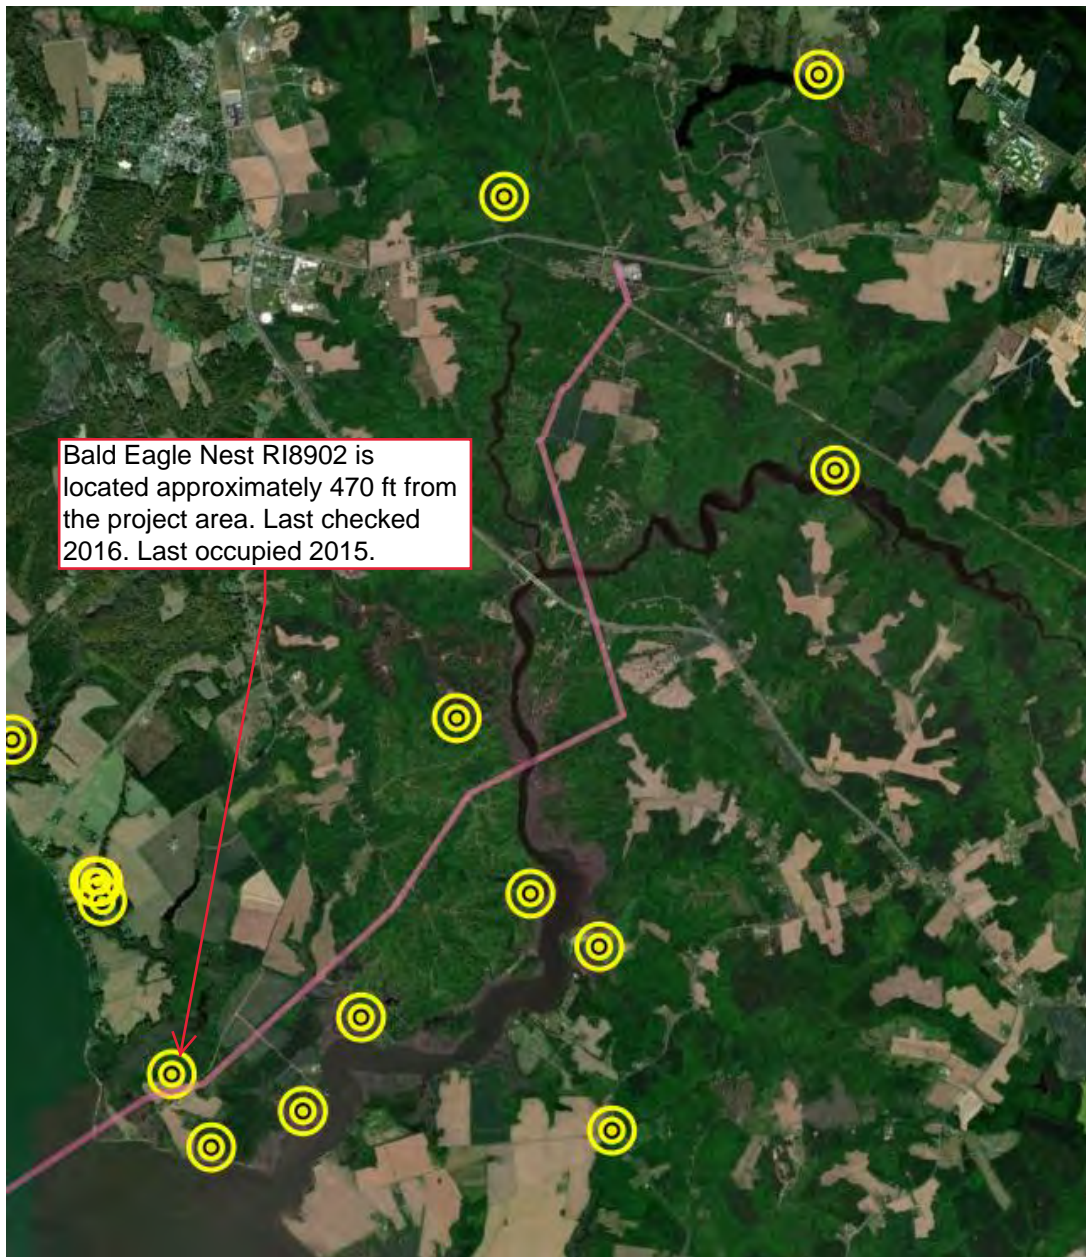 Bald Eagle Nest RI8902 is
located approximately 470 ft from
the project area. Last checked
2016. Last occupied 2015.